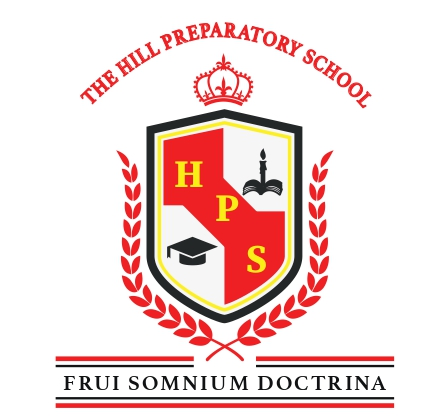 THE HILL PREPARATORY SCHOOL
H
P
S
FRUI SOMNIUM DOCTRINA